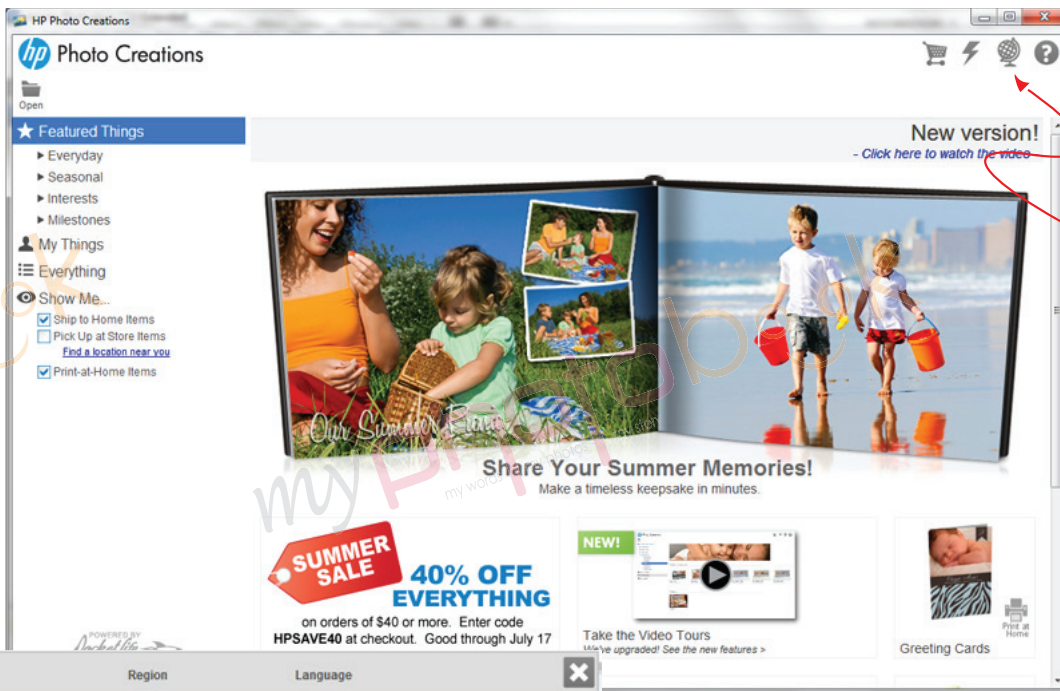 HP Photo Creations
hp Photo Creations
Open
Featured Things
Everyday
Seasonal
Interests
Milestones
My Things
Everything
Show Me...
Ship to Home Items
Pick Up at Store Items
Find a location near you
Print-at-Home Items
New version!
- Click here to watch the video
Our Summer
Share Your Summer Memories!
Make a timeless keepsake in minutes.
my
my words
SUMMER
SALE
40% OFF
EVERYTHING
on orders of $40 or more. Enter code
HPSAVE40 at checkout. Good through July 17
NEW!
Take the Video Tours
We've upgraded! See the new features >
Print at
Home
Greeting Cards
POWERED BY
Region Language